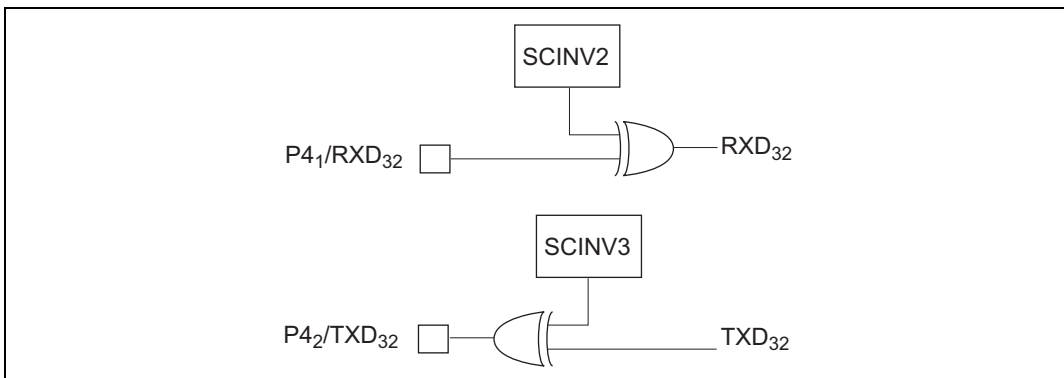 SCINV2
P4₁/RXD₃₂
RXD₃₂
SCINV3
P4₂/TXD₃₂
TXD₃₂